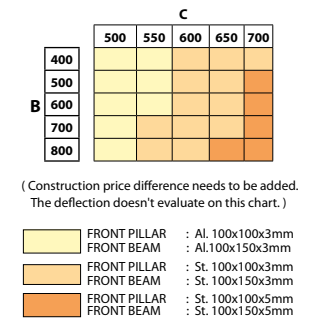 C
500 550 600 650 700
400
500
B 600
700
800
( Construction price difference needs to be added.
The deflection doesn't evaluate on this chart. )
FRONT PILLAR : Al. 100x100x3mm
FRONT BEAM : Al.100x150x3mm
FRONT PILLAR : St. 100x100x3mm
FRONT BEAM : St. 100x150x3mm
FRONT PILLAR : St. 100x100x5mm
FRONT BEAM : St. 100x150x5mm